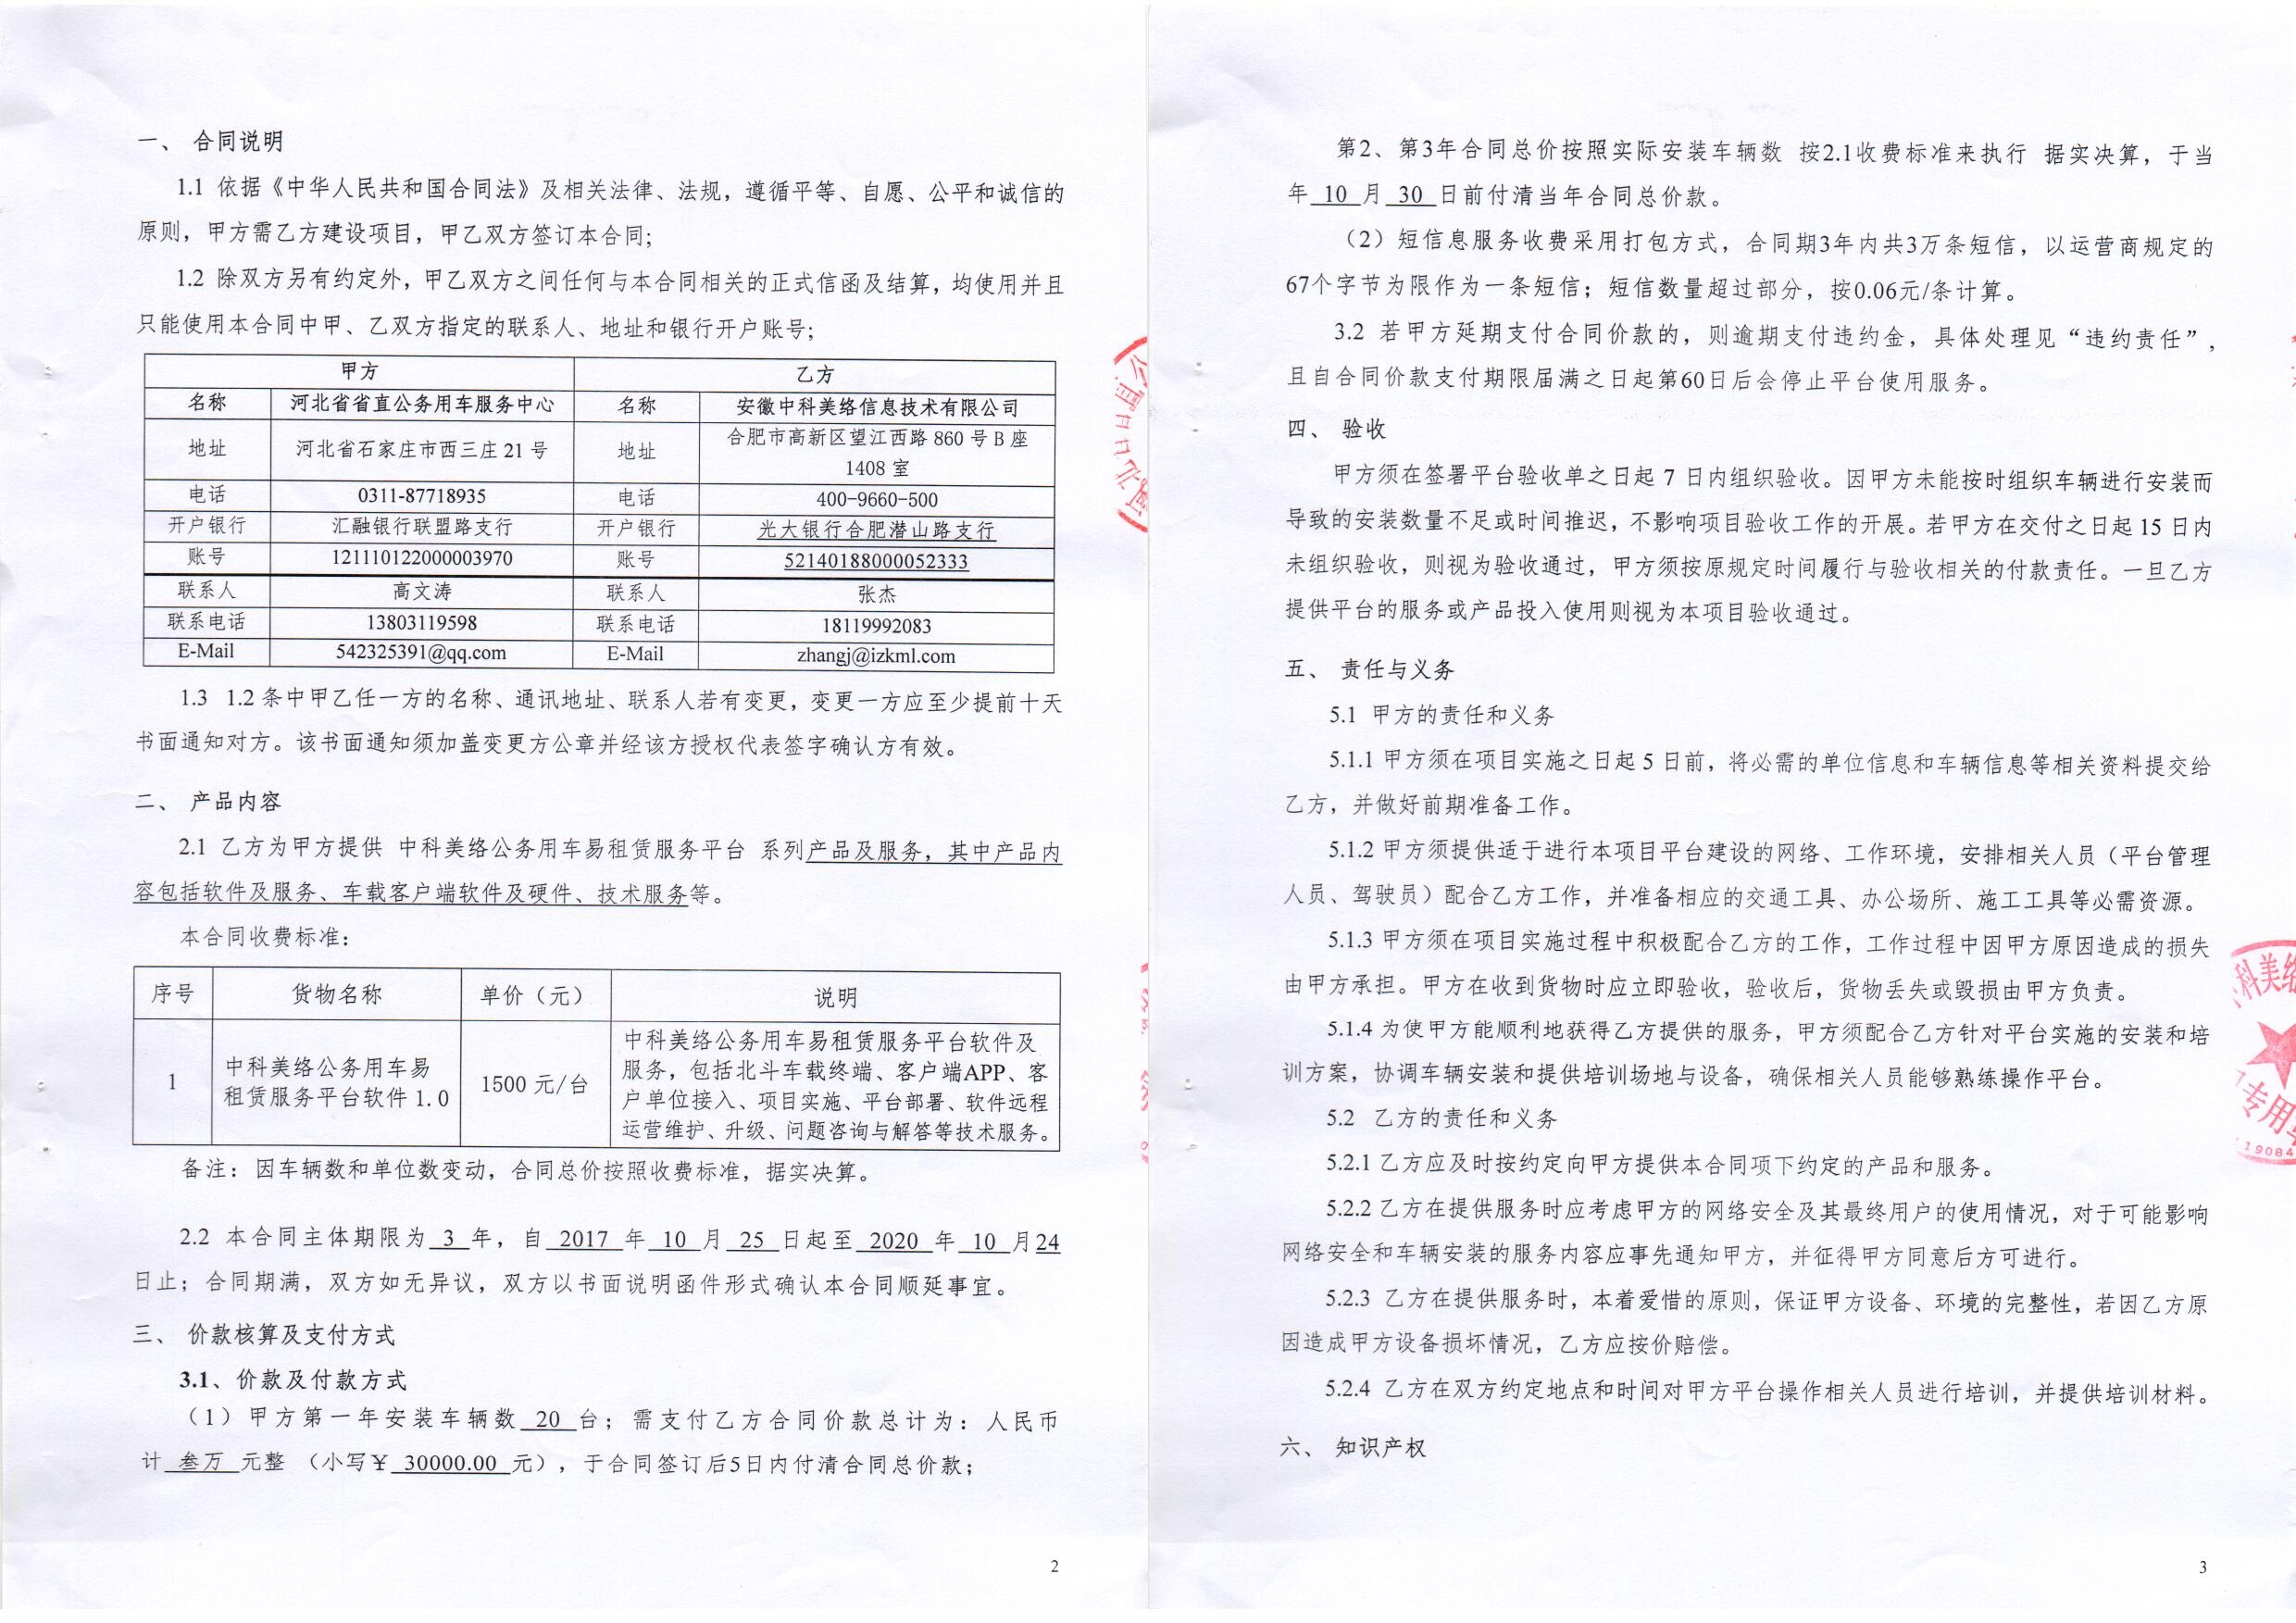 一、 合同说明
1.1 依据《中华人民共和国合同法》及相关法律、法规，遵循平等、自愿、公平和诚信的
原则，甲方需乙方建设项目，甲乙双方签订本合同；
1.2 除双方另有约定外，甲乙双方之间任何与本合同相关的正式信函及结算，均使用并且
只能使用本合同中甲、乙双方指定的联系人、地址和银行开户账号；
甲方 乙方
名称 河北省省直公务用车服务中心 名称 安徽中科美络信息技术有限公司
地址 河北省石家庄市西三庄 21 号 地址 合肥市高新区望江西路 860 号 B 座
1408 室
电话 0311-87718935 电话 400-9660-500
开户银行 汇融银行联盟路支行 开户银行 光大银行合肥潜山路支行
账号 121110122000003970 账号 52140188000052333
联系人 高文涛 联系人 张杰
联系电话 13803119598 联系电话 18119992083
E-Mail 542325391@qq.com E-Mail zhangj@izkml.com
1.3 1.2 条中甲乙任一方的名称、通讯地址、联系人若有变更，变更一方应至少提前十天
书面通知对方。该书面通知须加盖变更方公章并经该方授权代表签字确认方有效。
二、 产品内容
2.1 乙方为甲方提供 中科美络公务用车易租赁服务平台 系列产品及服务，其中产品内
容包括软件及服务、车载客户端软件及硬件、技术服务等。
本合同收费标准：
序号 货物名称 单价（元） 说明
1 中科美络公务用车易
租赁服务平台软件 1.0 1500 元/台 中科美络公务用车易租赁服务平台软件及
服务，包括北斗车载终端、客户端APP、客
户单位接入、项目实施、平台部署、软件远程
运营维护、升级、问题咨询与解答等技术服务。
备注：因车辆数和单位数变动，合同总价按照收费标准，据实决算。
2.2 本合同主体期限为 3 年，自 2017 年 10 月 25 日起至 2020 年 10 月24
日止；合同期满，双方如无异议，双方以书面说明函件形式确认本合同顺延事宜。
三、 价款核算及支付方式
3.1、价款及付款方式
（1）甲方第一年安装车辆数 20 台；需支付乙方合同价款总计为：人民币
计 叁万 元整 （小写￥ 30000.00 元），于合同签订后5日内付清合同总价款；
2
第2、第3年合同总价按照实际安装车辆数 按2.1收费标准来执行 据实决算，于当
年 10 月 30 日前付清当年合同总价款。
（2）短信息服务收费采用打包方式，合同期3年内共3万条短信，以运营商规定的
67个字节为限作为一条短信；短信数量超过部分，按0.06元/条计算。
3.2 若甲方延期支付合同价款的，则逾期支付违约金，具体处理见“违约责任”，
且自合同价款支付期限届满之日起第60日后会停止平台使用服务。
四、 验收
甲方须在签署平台验收单之日起 7 日内组织验收。因甲方未能按时组织车辆进行安装而
导致的安装数量不足或时间推迟，不影响项目验收工作的开展。若甲方在交付之日起 15 日内
未组织验收，则视为验收通过，甲方须按原规定时间履行与验收相关的付款责任。一旦乙方
提供平台的服务或产品投入使用则视为本项目验收通过。
五、 责任与义务
5.1 甲方的责任和义务
5.1.1 甲方须在项目实施之日起 5 日前，将必需的单位信息和车辆信息等相关资料提交给
乙方，并做好前期准备工作。
5.1.2 甲方须提供适于进行本项目平台建设的网络、工作环境，安排相关人员（平台管理
人员、驾驶员）配合乙方工作，并准备相应的交通工具、办公场所、施工工具等必需资源。
5.1.3 甲方须在项目实施过程中积极配合乙方的工作，工作过程中因甲方原因造成的损失
由甲方承担。甲方在收到货物时应立即验收，验收后，货物丢失或毁损由甲方负责。
5.1.4 为使甲方能顺利地获得乙方提供的服务，甲方须配合乙方针对平台实施的安装和培
训方案，协调车辆安装和提供培训场地与设备，确保相关人员能够熟练操作平台。
5.2 乙方的责任和义务
5.2.1 乙方应及时按约定向甲方提供本合同项下约定的产品和服务。
5.2.2 乙方在提供服务时应考虑甲方的网络安全及其最终用户的使用情况，对于可能影响
网络安全和车辆安装的服务内容应事先通知甲方，并征得甲方同意后方可进行。
5.2.3 乙方在提供服务时，本着爱惜的原则，保证甲方设备、环境的完整性，若因乙方原
因造成甲方设备损坏情况，乙方应按价赔偿。
5.2.4 乙方在双方约定地点和时间对甲方平台操作相关人员进行培训，并提供培训材料。
六、 知识产权
3
科美络
专用章
19084